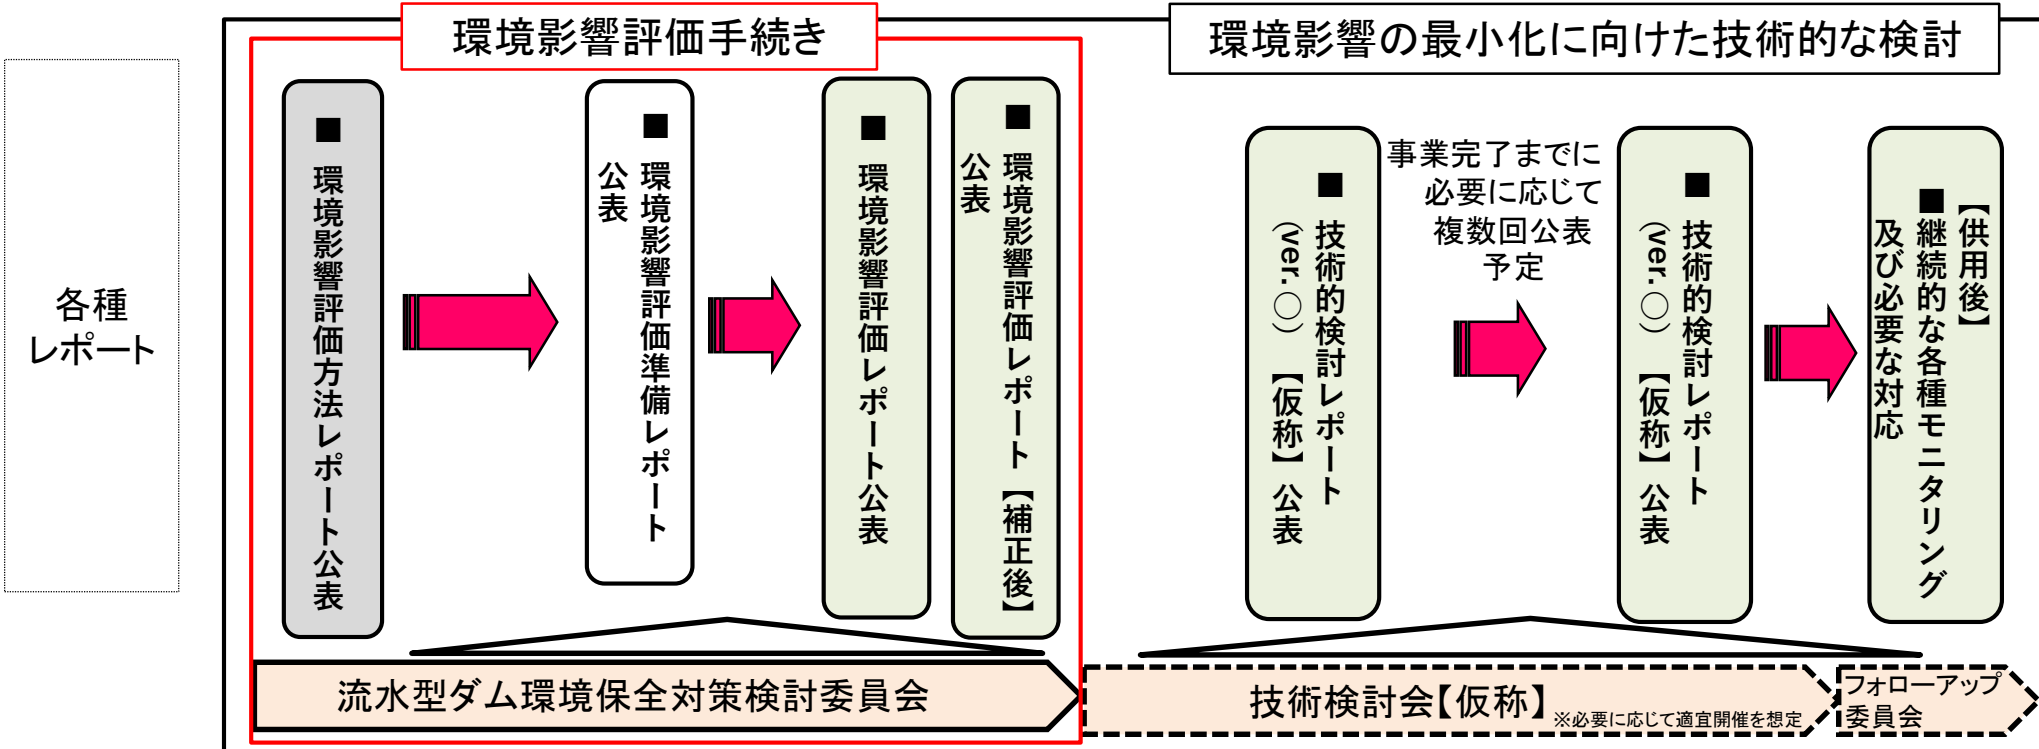 環境影響評価手続き
環境影響の最小化に向けた技術的な検討
各種
レポート
■ 環境影響評価方法レポート公表
■ 環境影響評価準備レポート
公表
■ 環境影響評価レポート公表
■ 環境影響評価レポート【補正後】
公表
■ 技術的検討レポート
(ver.○)【仮称】公表
事業完了までに
必要に応じて
複数回公表
予定
■ 技術的検討レポート
(ver.○)【仮称】公表
【供用後】
■継続的な各種モニタリング
及び必要な対応
流水型ダム環境保全対策検討委員会
技術検討会【仮称】
※必要に応じて適宜開催を想定
フォローアップ
委員会